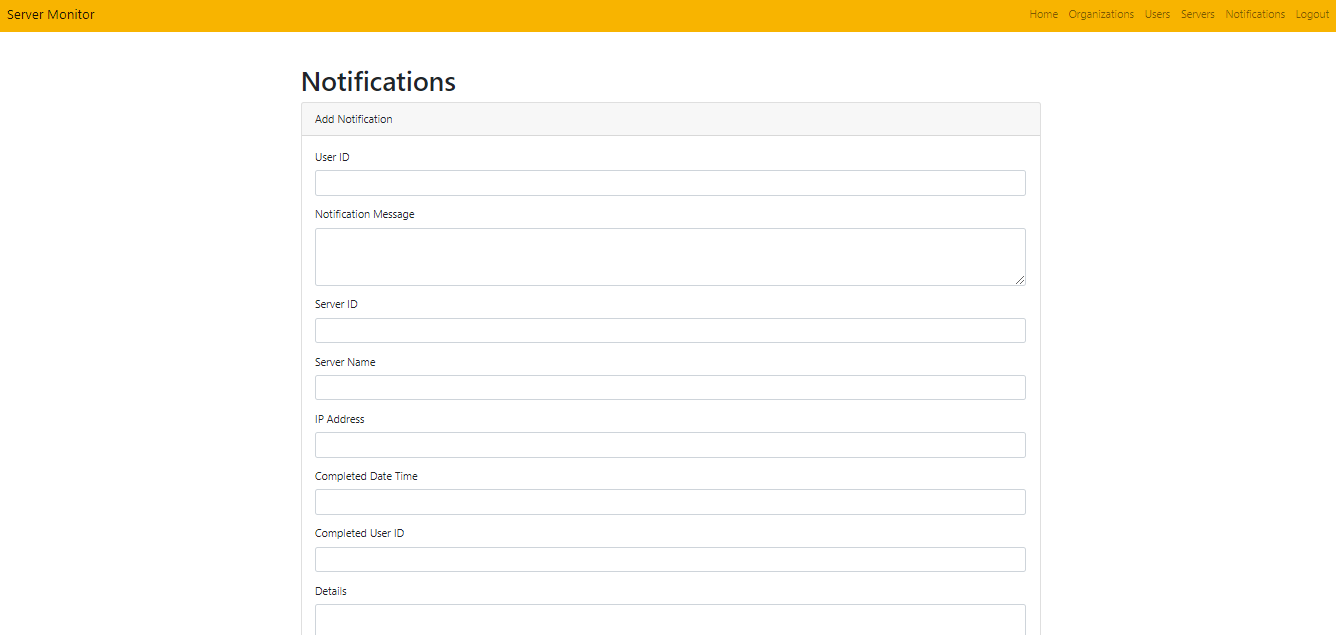 Server Monitor
Home Organizations Users Servers Notifications Logout
Notifications
Add Notification
User ID
Notification Message
Server ID
Server Name
IP Address
Completed Date Time
Completed User ID
Details